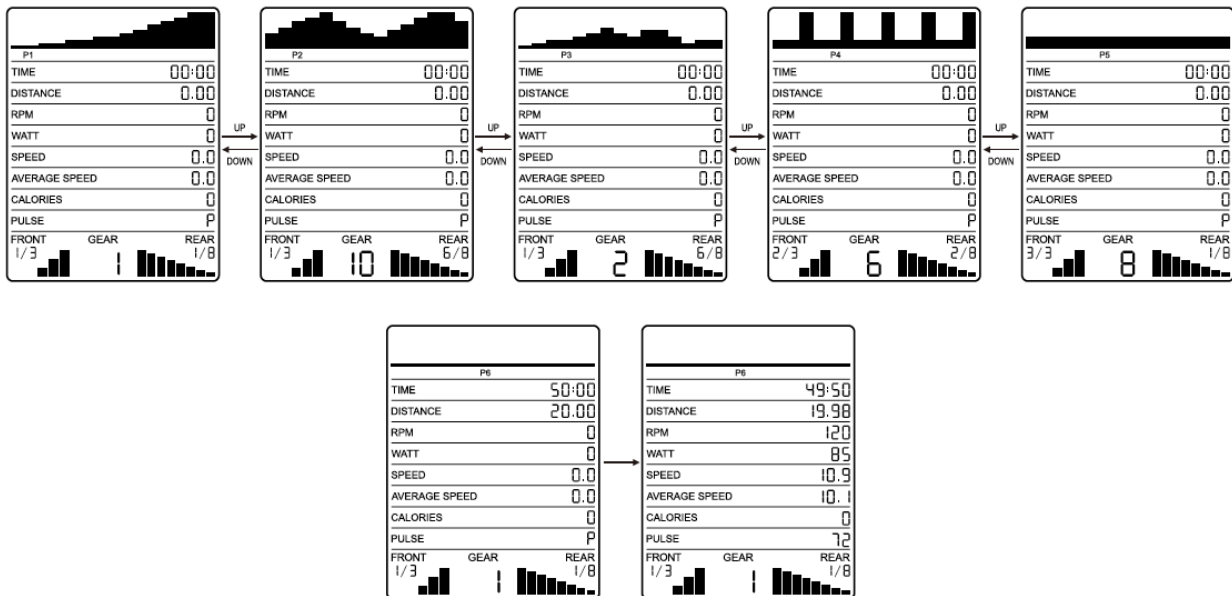 P1
TIME 00:00
DISTANCE 0.00
RPM 0
WATT 0
SPEED 0.0
AVERAGE SPEED 0.0
CALORIES 0
PULSE P
FRONT GEAR REAR
1/3 1 1/8
UP
DOWN
P2
TIME 00:00
DISTANCE 0.00
RPM 0
WATT 0
SPEED 0.0
AVERAGE SPEED 0.0
CALORIES 0
PULSE P
FRONT GEAR REAR
1/3 10 6/8
UP
DOWN
P3
TIME 00:00
DISTANCE 0.00
RPM 0
WATT 0
SPEED 0.0
AVERAGE SPEED 0.0
CALORIES 0
PULSE P
FRONT GEAR REAR
1/3 2 6/8
UP
DOWN
P4
TIME 00:00
DISTANCE 0.00
RPM 0
WATT 0
SPEED 0.0
AVERAGE SPEED 0.0
CALORIES 0
PULSE P
FRONT GEAR REAR
2/3 6 2/8
UP
DOWN
P5
TIME 00:00
DISTANCE 0.00
RPM 0
WATT 0
SPEED 0.0
AVERAGE SPEED 0.0
CALORIES 0
PULSE P
FRONT GEAR REAR
3/3 8 1/8
P6
TIME 50:00
DISTANCE 20.00
RPM 0
WATT 0
SPEED 0.0
AVERAGE SPEED 0.0
CALORIES 0
PULSE P
FRONT GEAR REAR
1/3 1 1/8
P6
TIME 49:50
DISTANCE 19.98
RPM 120
WATT 85
SPEED 10.9
AVERAGE SPEED 10.1
CALORIES 0
PULSE 72
FRONT GEAR REAR
1/3 1 1/8